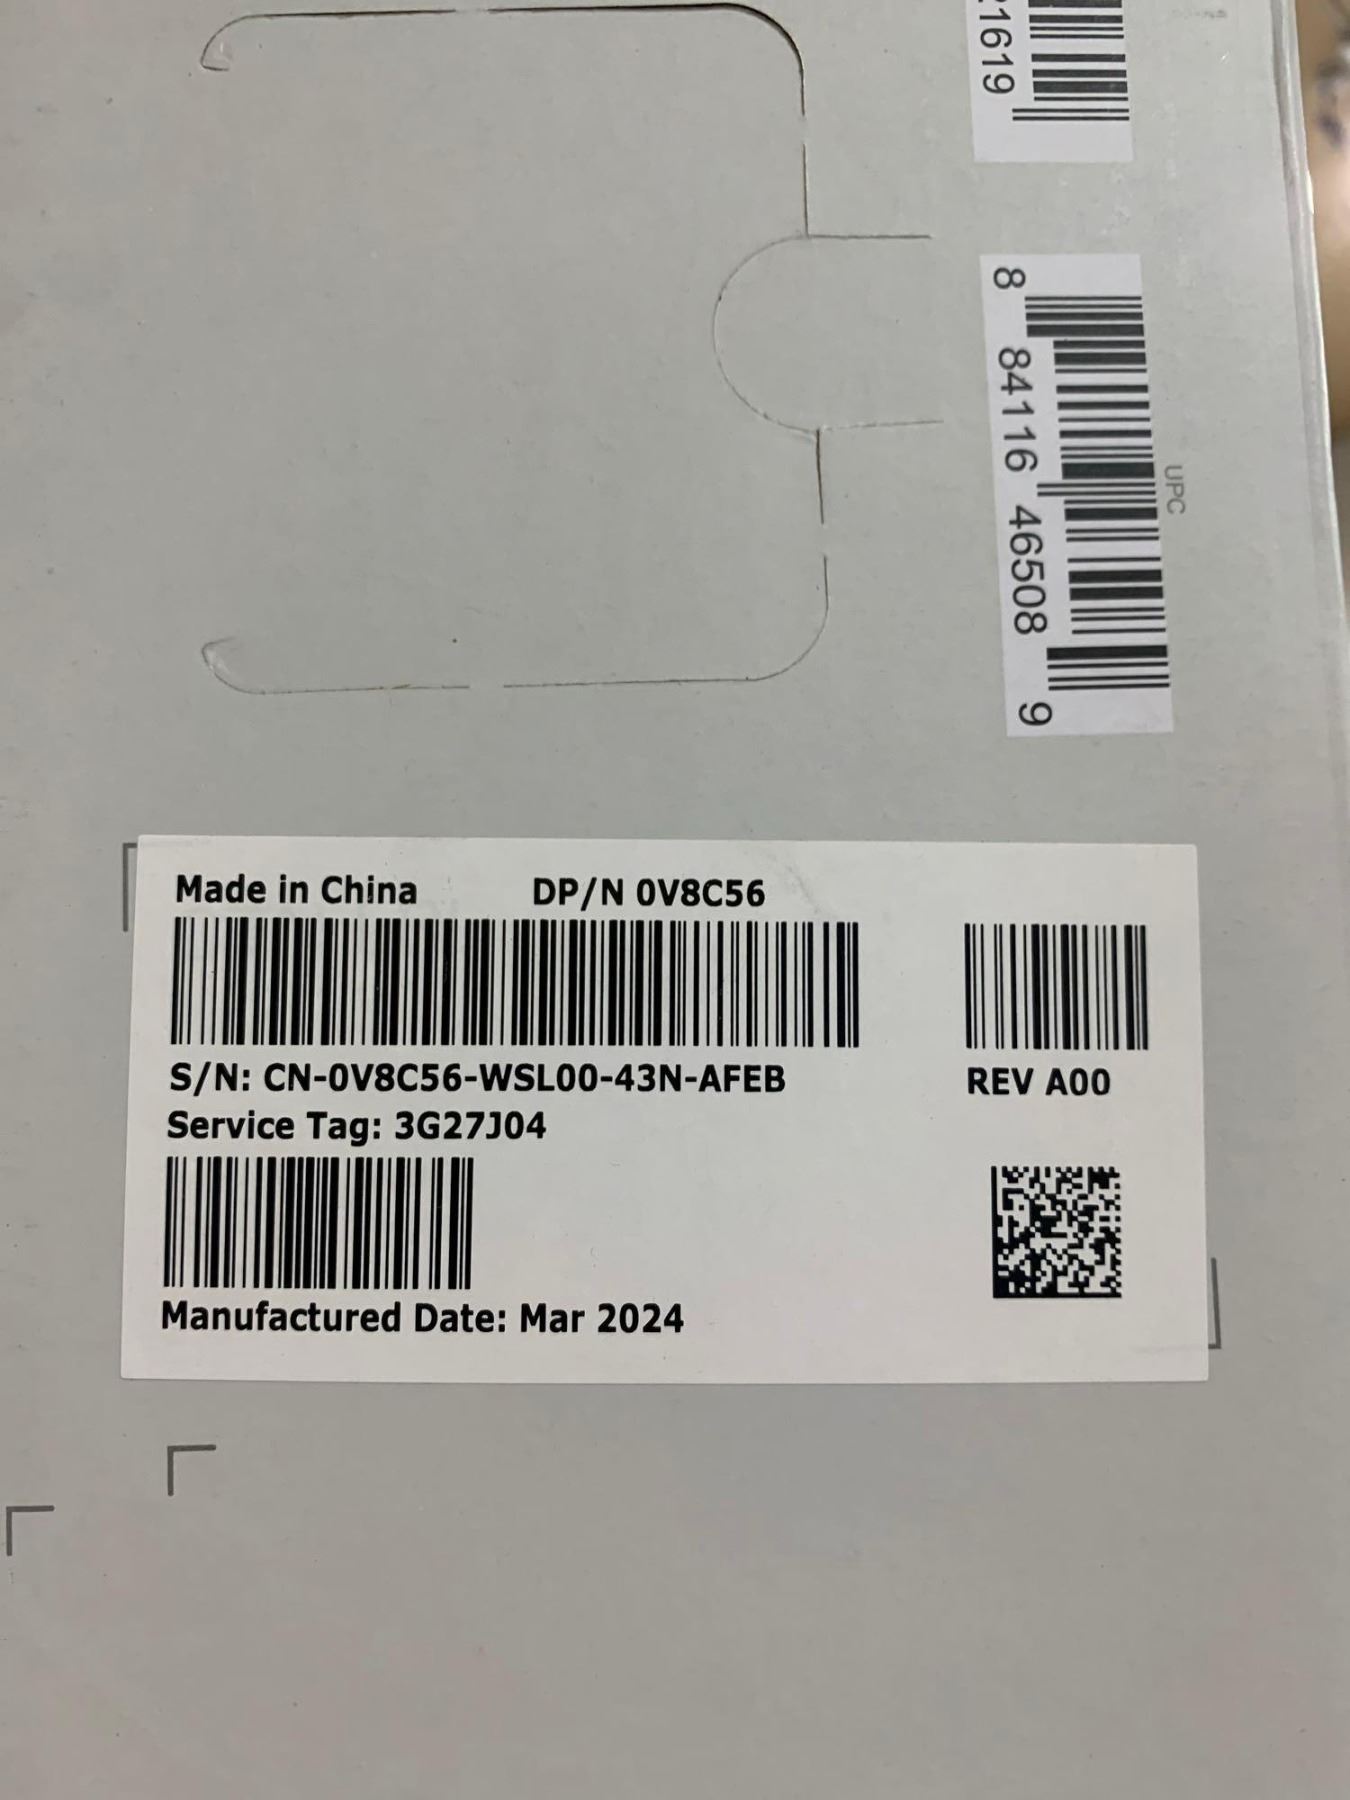 21619
8 84116 46508 9
UPC
Made in China DP/N 0V8C56
S/N: CN-0V8C56-WSL00-43N-AFEB
REV A00
Service Tag: 3G27J04
Manufactured Date: Mar 2024